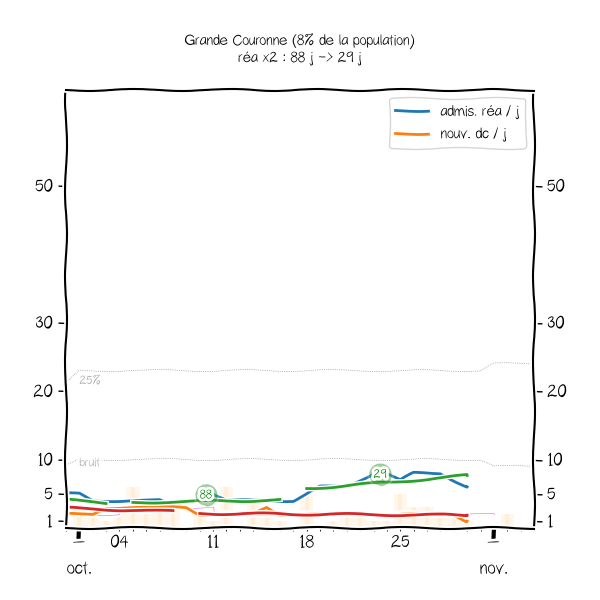 Grande Couronne (8% de la population)
réa x2 : 88 j -> 29 j
admis. réa / j
nouv. dc / j
50 50
30 30
25%
20 20
bruit
10 10
29
88
5 5
1 1
04 11 18 25
oct. nov.